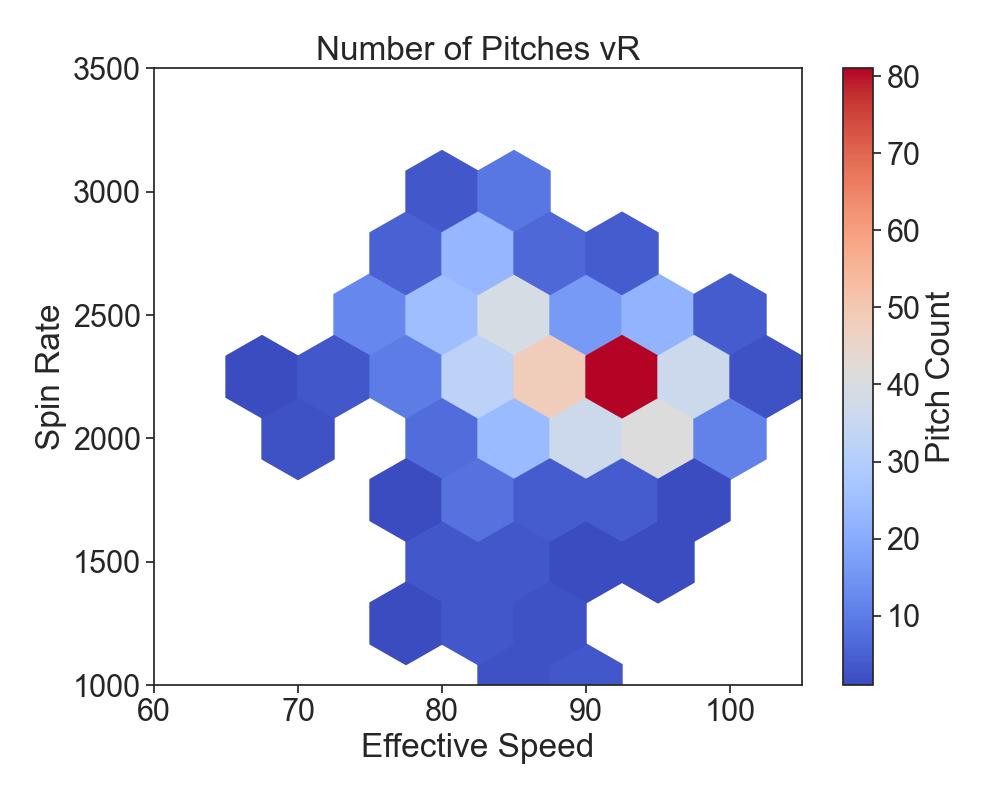 Number of Pitches vR
3500
3000
2500
2000
1500
1000
Spin Rate
60 70 80 90 100
Effective Speed
80
70
60
50
40
30
20
10
Pitch Count